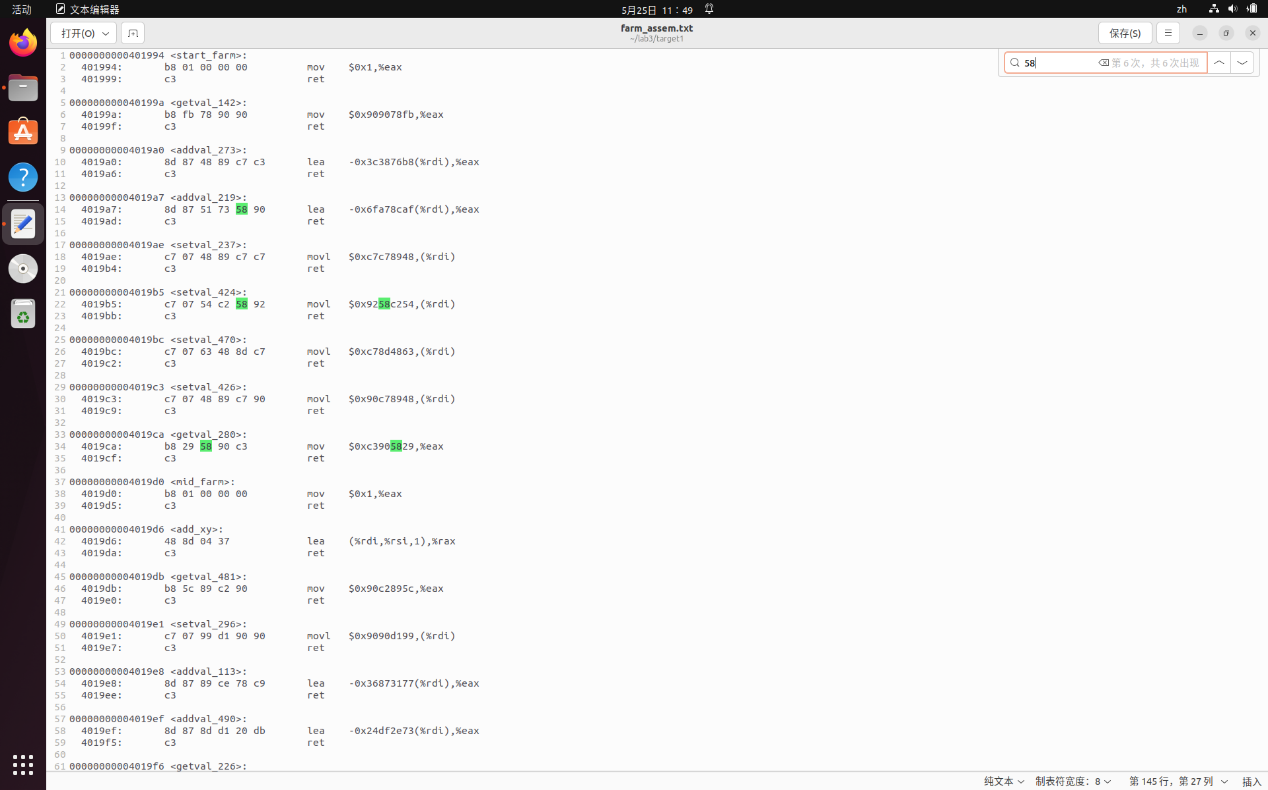 活动 文本编辑器 5月25日 11：49 zh
打开(O) farm_assem.txt 保存(S)
~/lab3/target1
58 第 6 次，共 6 次出现
1 0000000000401994 <start_farm>:
2 401994: b8 01 00 00 00 mov $0x1,%eax
3 401999: c3 ret
4
5 000000000040199a <getval_142>:
6 40199a: b8 fb 78 90 90 mov $0x909078fb,%eax
7 40199f: c3 ret
8
9 00000000004019a0 <addval_273>:
10 4019a0: 8d 87 48 89 c7 c3 lea -0x3c3876b8(%rdi),%eax
11 4019a6: c3 ret
12
13 00000000004019a7 <addval_219>:
14 4019a7: 8d 87 51 73 58 90 lea -0x6fa78caf(%rdi),%eax
15 4019ad: c3 ret
16
17 00000000004019ae <setval_237>:
18 4019ae: c7 07 48 89 c7 c7 movl $0xc7c78948,(%rdi)
19 4019b4: c3 ret
20
21 00000000004019b5 <setval_424>:
22 4019b5: c7 07 54 c2 58 92 movl $0x9258c254,(%rdi)
23 4019bb: c3 ret
24
25 00000000004019bc <setval_470>:
26 4019bc: c7 07 63 48 8d c7 movl $0xc78d4863,(%rdi)
27 4019c2: c3 ret
28
29 00000000004019c3 <setval_426>:
30 4019c3: c7 07 48 89 c7 90 movl $0x90c78948,(%rdi)
31 4019c9: c3 ret
32
33 00000000004019ca <getval_280>:
34 4019ca: b8 29 58 90 c3 mov $0xc3905829,%eax
35 4019cf: c3 ret
36
37 00000000004019d0 <mid_farm>:
38 4019d0: b8 01 00 00 00 mov $0x1,%eax
39 4019d5: c3 ret
40
41 00000000004019d6 <add_xy>:
42 4019d6: 48 8d 04 37 lea (%rdi,%rsi,1),%rax
43 4019da: c3 ret
44
45 00000000004019db <getval_481>:
46 4019db: b8 5c 89 c2 90 mov $0x90c2895c,%eax
47 4019e0: c3 ret
48
49 00000000004019e1 <setval_296>:
50 4019e1: c7 07 99 d1 90 90 movl $0x9090d199,(%rdi)
51 4019e7: c3 ret
52
53 00000000004019e8 <addval_113>:
54 4019e8: 8d 87 89 ce 78 c9 lea -0x36873177(%rdi),%eax
55 4019ee: c3 ret
56
57 00000000004019ef <addval_490>:
58 4019ef: 8d 87 8d d1 20 db lea -0x24df2e73(%rdi),%eax
59 4019f5: c3 ret
60
61 00000000004019f6 <getval_226>:
纯文本 制表符宽度：8 第 145 行，第 27 列 插入